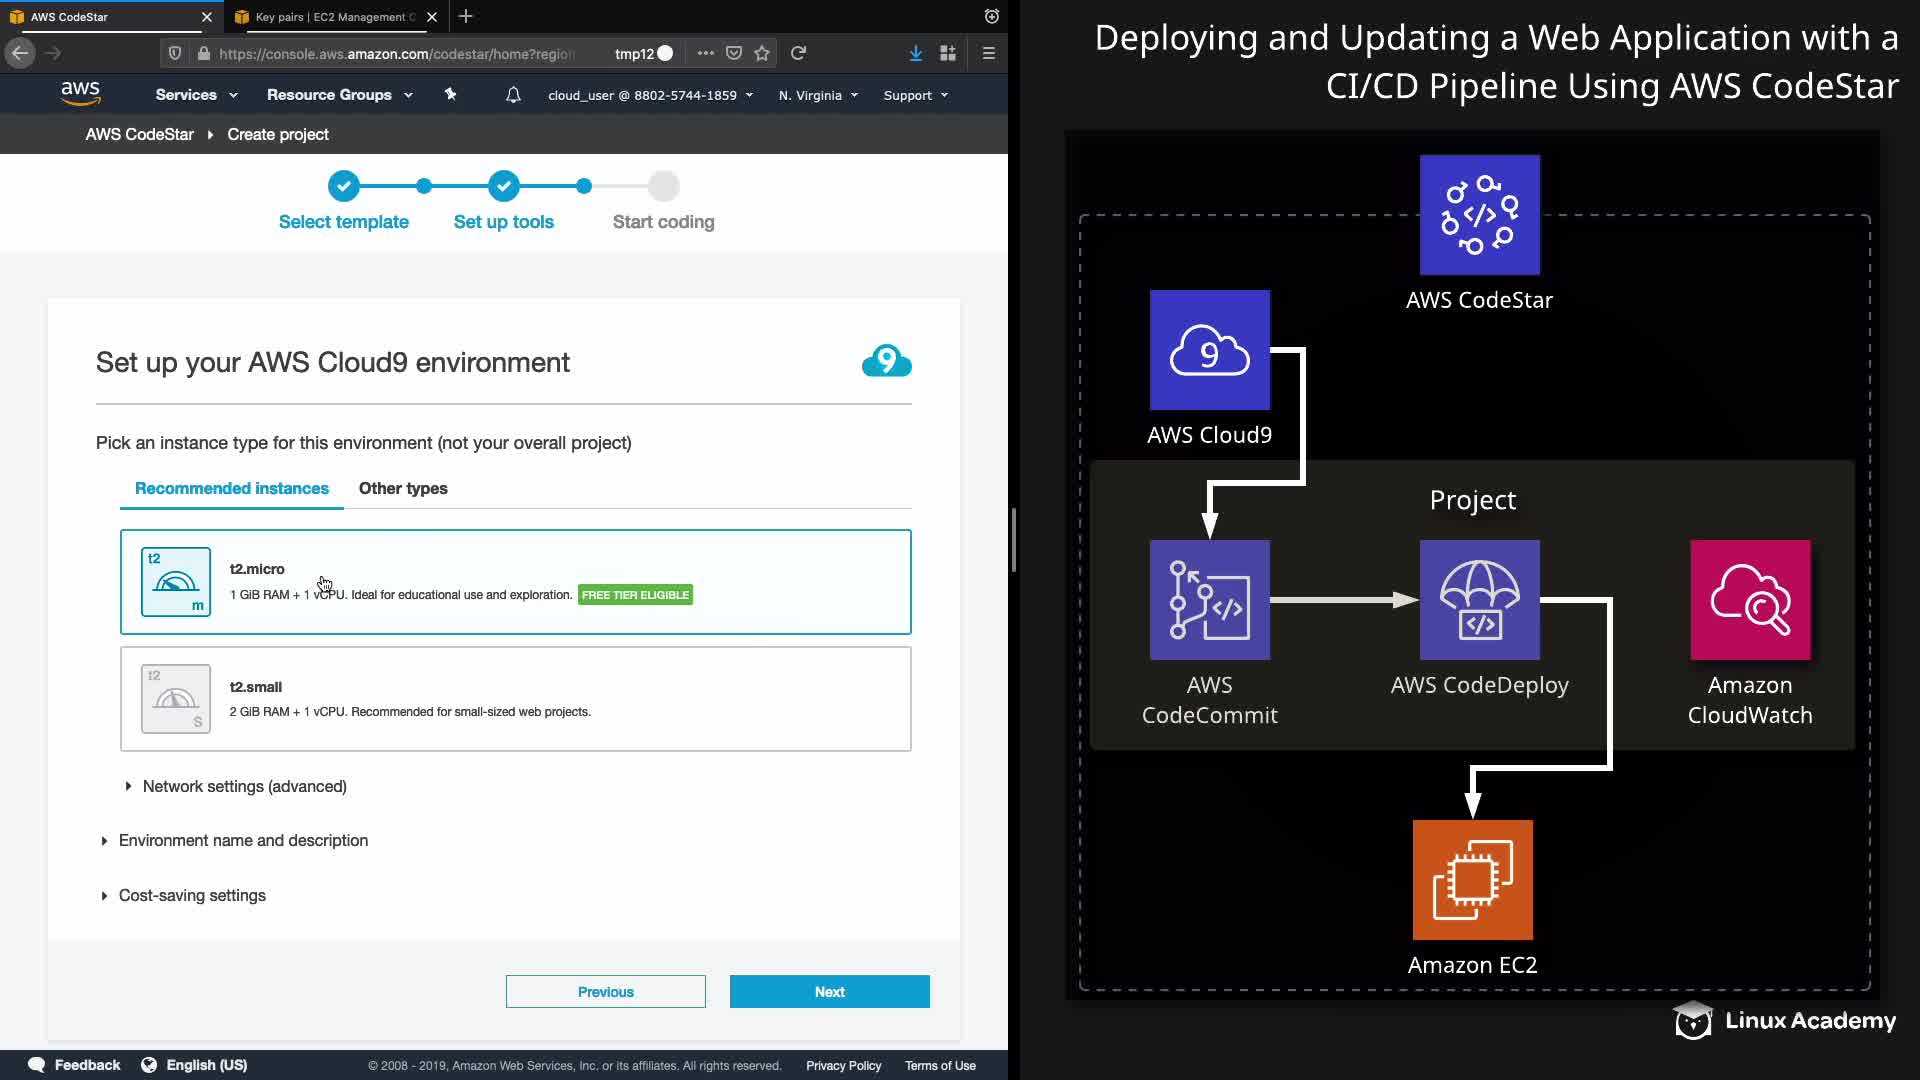 AWS CodeStar
Key pairs | EC2 Management C
https://console.aws.amazon.com/codestar/home?regio
tmp12
aws
Services
Resource Groups
cloud_user @ 8802-5744-1859
N. Virginia
Support
AWS CodeStar
Create project
Select template
Set up tools
Start coding
Set up your AWS Cloud9 environment
9
Pick an instance type for this environment (not your overall project)
Recommended instances
Other types
t2
m
t2.micro
1 GiB RAM + 1 vCPU. Ideal for educational use and exploration.
FREE TIER ELIGIBLE
t2
s
t2.small
2 GiB RAM + 1 vCPU. Recommended for small-sized web projects.
Network settings (advanced)
Environment name and description
Cost-saving settings
Previous
Next
Feedback
English (US)
© 2008 - 2019, Amazon Web Services, Inc. or its affiliates. All rights reserved.
Privacy Policy
Terms of Use
Deploying and Updating a Web Application with a
CI/CD Pipeline Using AWS CodeStar
</>
AWS CodeStar
9
AWS Cloud9
Project
</>
AWS
CodeCommit
</>
AWS CodeDeploy
Amazon
CloudWatch
Amazon EC2
Linux Academy